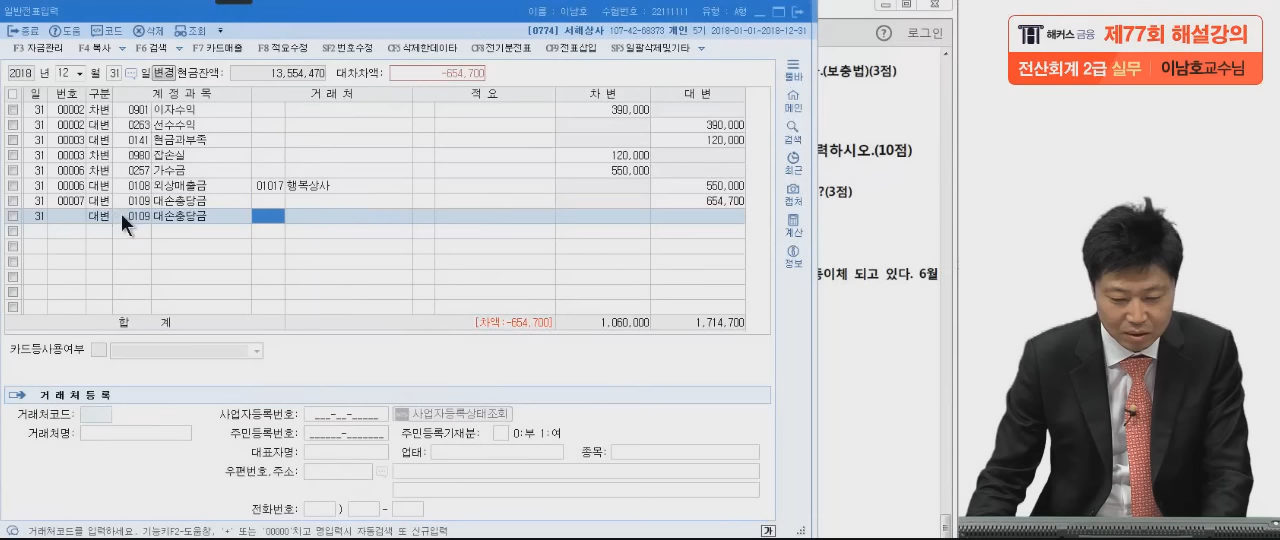 일반전표입력
이름 : 이남호 수험번호 : 22111111 유형 : A형
종료 도움 코드 삭제 조회
[0774] 서해상사 107-42-68373 개인 5기 2018-01-01~2018-12-31
F3 자금관리 F4 복사 F6 검색 F7 카드매출 F8 적요수정 SF2 번호수정 CF5 삭제한데이타 CF8 전기분전표 CF9 전표삽입 SF5 일괄삭제및기타
2018 년 12 월 31 일 변경 현금잔액: 대차차액: -654,700
일 번호 구분 계 정 과 목 거 래 처 적 요 차 변 대 변
31 00002 차변 0901 이자수익 390,000
31 00002 대변 0263 선수수익 390,000
31 00003 대변 0141 현금과부족 120,000
31 00003 차변 0980 잡손실 120,000
31 00006 차변 0257 가수금 550,000
31 00006 대변 0108 외상매출금 01017 행복상사 550,000
31 00007 대변 0109 대손충당금 654,700
31 대변 0109 대손충당금
합 계 [차액:-654,700] 1,060,000 1,714,700
카드등사용여부
거 래 처 등 록
거래처코드: 사업자등록번호: ___-__-_____ 사업자등록상태조회
거래처명: 주민등록번호: ______-_______ 주민등록기재분: 0:부 1:여
대표자명: 업태: 종목:
우편번호,주소:
전화번호: ) -
거래처코드를 입력하세요. 기능키F2-도움창, '+' 또는 '00000'치고 명입력시 자동검색 또 신규입력
가
툴바
메인
검색
최근
캡처
계산
정보
로그인
.(보충법)(3점)
력하시오.(10점)
?(3점)
동이체 되고 있다. 6월
해커스 금융 제77회 해설강의
전산회계 2급 실무 이남호교수님